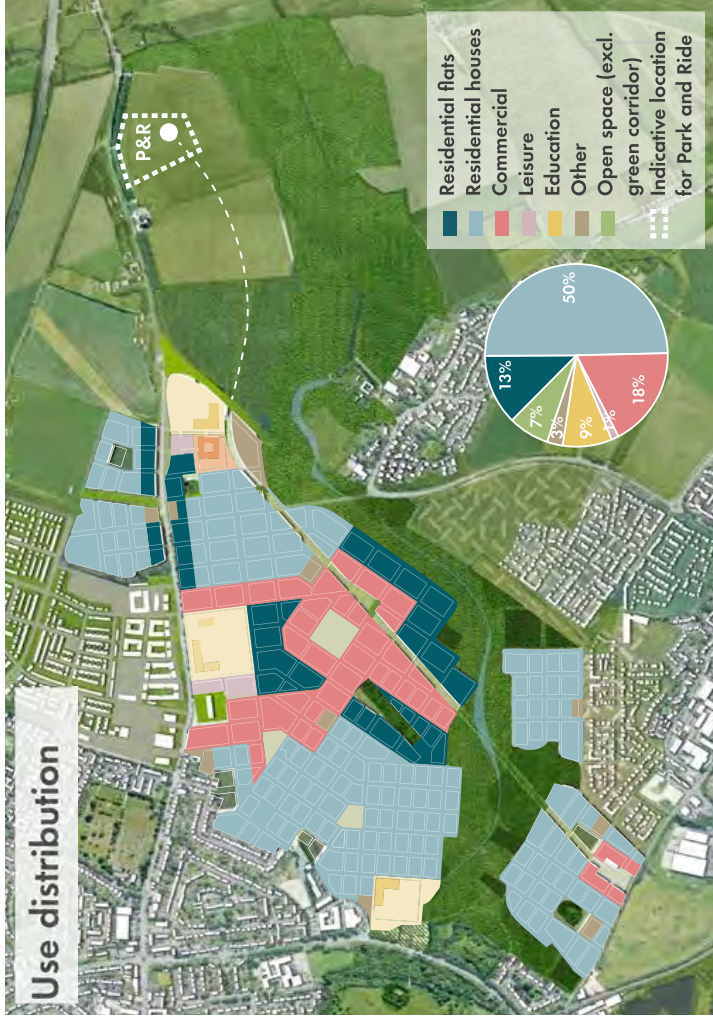 Use distribution
P&R
Residential flats
Residential houses
Commercial
Leisure
Education
Other
Open space (excl.
green corridor)
Indicative location
for Park and Ride
50%
18%
1%
9%
3%
7%
13%